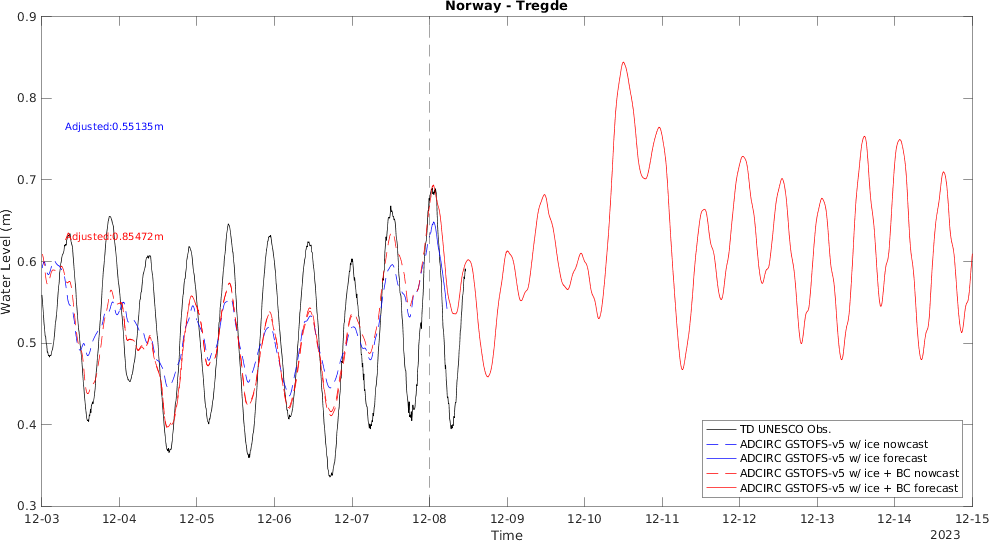 Norway - Tregde
0.9
0.8
0.7
0.6
0.5
0.4
0.3
Water Level (m)
Adjusted:0.55135m
Adjusted:0.85472m
TD UNESCO Obs.
ADCIRC GSTOFS-v5 w/ ice nowcast
ADCIRC GSTOFS-v5 w/ ice forecast
ADCIRC GSTOFS-v5 w/ ice + BC nowcast
ADCIRC GSTOFS-v5 w/ ice + BC forecast
12-03 12-04 12-05 12-06 12-07 12-08 12-09 12-10 12-11 12-12 12-13 12-14 12-15
Time
2023